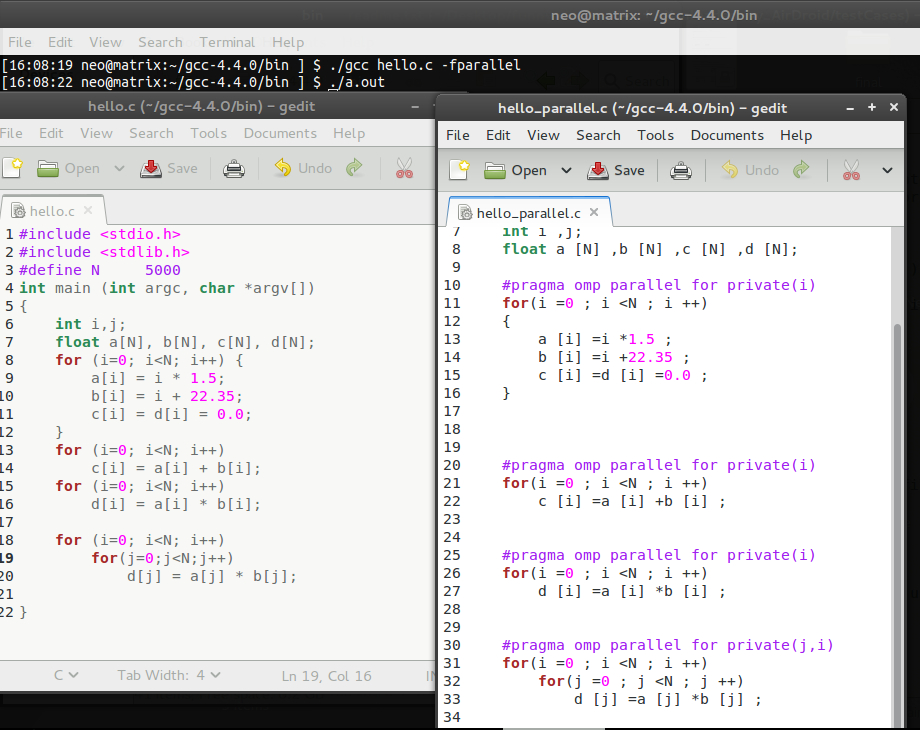 neo@matrix: ~/gcc-4.4.0/bin
File Edit View Search Terminal Help
[16:08:19 neo@matrix:~/gcc-4.4.0/bin ] $ ./gcc hello.c -fparallel
[16:08:22 neo@matrix:~/gcc-4.4.0/bin ] $ ./a.out
hello.c (~/gcc-4.4.0/bin) - gedit
File Edit View Search Tools Documents Help
Open Save Undo
hello.c
1 #include <stdio.h>
2 #include <stdlib.h>
3 #define N     5000
4 int main (int argc, char *argv[])
5 {
6     int i,j;
7     float a[N], b[N], c[N], d[N];
8     for (i=0; i<N; i++) {
9         a[i] = i * 1.5;
10         b[i] = i + 22.35;
11         c[i] = d[i] = 0.0;
12     }
13     for (i=0; i<N; i++)
14         c[i] = a[i] + b[i];
15     for (i=0; i<N; i++)
16         d[i] = a[i] * b[i];
17
18     for (i=0; i<N; i++)
19         for(j=0;j<N;j++)
20             d[j] = a[j] * b[j];
21
22 }
C Tab Width: 4 Ln 19, Col 16
hello_parallel.c (~/gcc-4.4.0/bin) - gedit
File Edit View Search Tools Documents Help
Open Save Undo
hello_parallel.c
7     int i ,j;
8     float a [N] ,b [N] ,c [N] ,d [N];
9
10     #pragma omp parallel for private(i)
11     for(i =0 ; i <N ; i ++)
12     {
13         a [i] =i *1.5 ;
14         b [i] =i +22.35 ;
15         c [i] =d [i] =0.0 ;
16     }
17
18
19
20     #pragma omp parallel for private(i)
21     for(i =0 ; i <N ; i ++)
22         c [i] =a [i] +b [i] ;
23
24
25     #pragma omp parallel for private(i)
26     for(i =0 ; i <N ; i ++)
27         d [i] =a [i] *b [i] ;
28
29
30     #pragma omp parallel for private(j,i)
31     for(i =0 ; i <N ; i ++)
32         for(j =0 ; j <N ; j ++)
33             d [j] =a [j] *b [j] ;
34